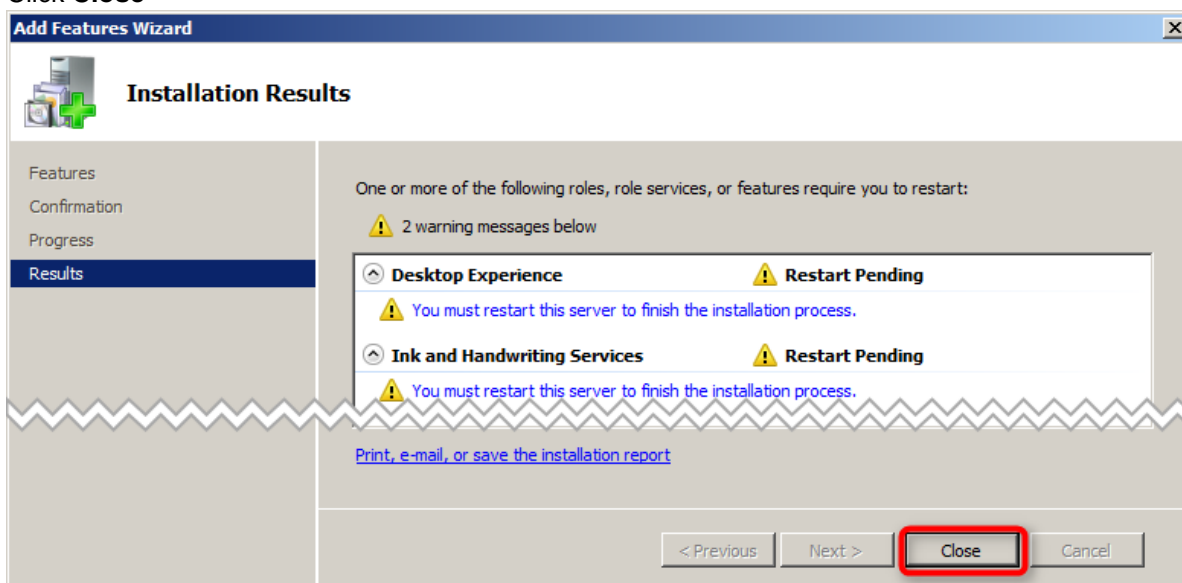 Click Close
Add Features Wizard
Installation Results
Features
Confirmation
Progress
Results
One or more of the following roles, role services, or features require you to restart:
2 warning messages below
Desktop Experience Restart Pending
You must restart this server to finish the installation process.
Ink and Handwriting Services Restart Pending
You must restart this server to finish the installation process.
Print, e-mail, or save the installation report
< Previous Next > Close Cancel